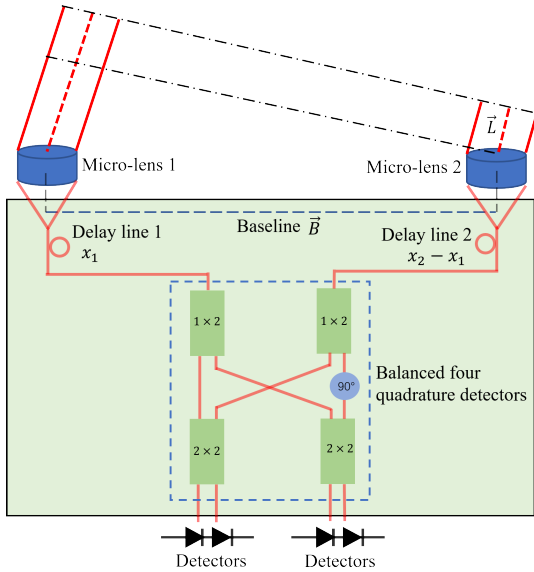 L⃗
Micro-lens 1
Micro-lens 2
Baseline B⃗
Delay line 1
x₁
Delay line 2
x₂ − x₁
1 × 2
1 × 2
90°
Balanced four
quadrature detectors
2 × 2
2 × 2
Detectors
Detectors